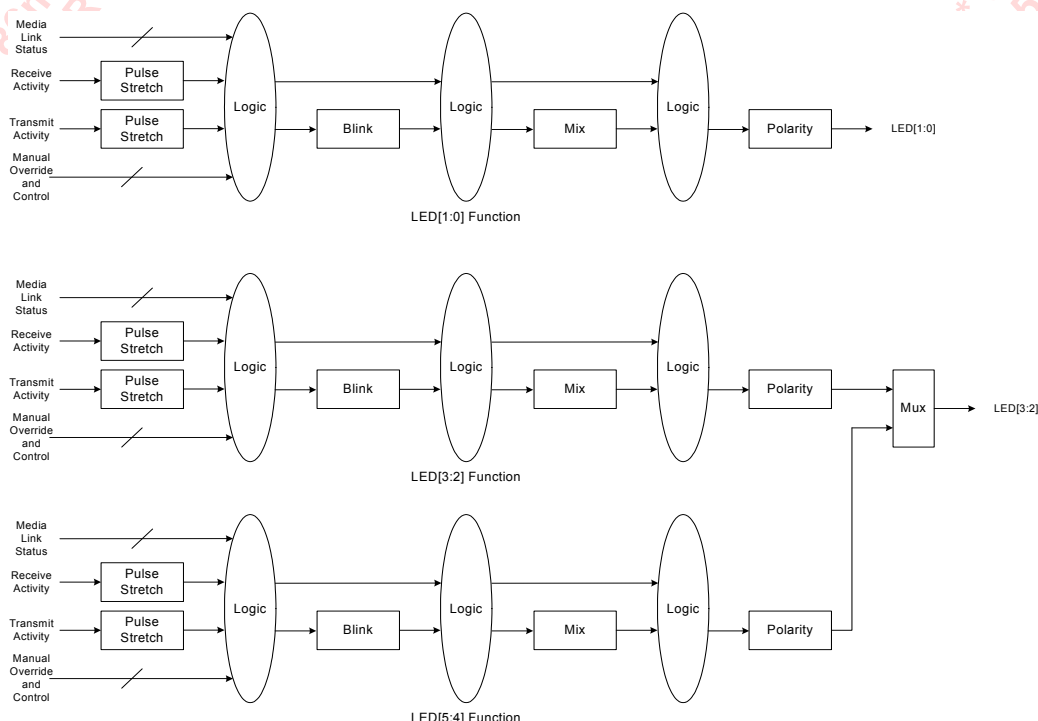 Media
Link
Status
Receive
Activity
Pulse
Stretch
Transmit
Activity
Pulse
Stretch
Manual
Override
and
Control
Logic
Blink
Logic
Mix
Logic
Polarity
LED[1:0]
LED[1:0] Function
Media
Link
Status
Receive
Activity
Pulse
Stretch
Transmit
Activity
Pulse
Stretch
Manual
Override
and
Control
Logic
Blink
Logic
Mix
Logic
Polarity
Mux
LED[3:2]
LED[3:2] Function
Media
Link
Status
Receive
Activity
Pulse
Stretch
Transmit
Activity
Pulse
Stretch
Manual
Override
and
Control
Logic
Blink
Logic
Mix
Logic
Polarity
LED[5:4] Function